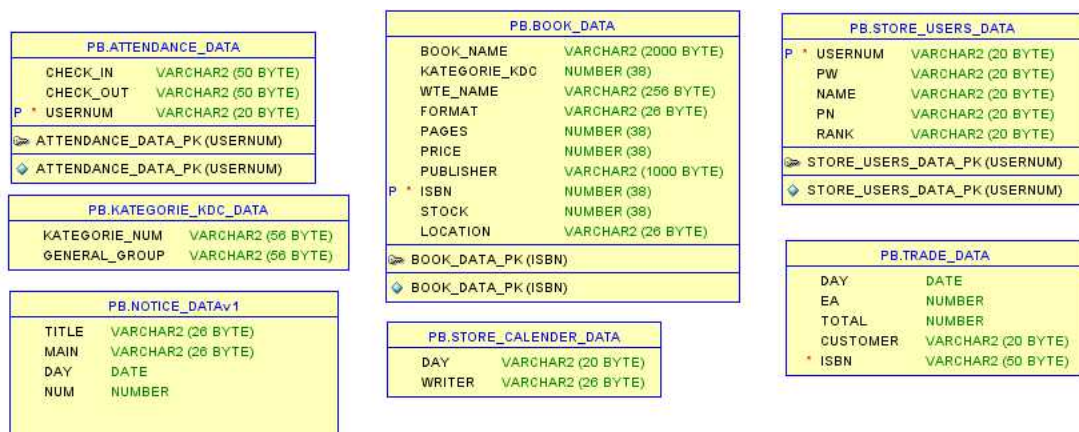 PB.ATTENDANCE_DATA
CHECK_IN VARCHAR2 (50 BYTE)
CHECK_OUT VARCHAR2 (50 BYTE)
P * USERNUM VARCHAR2 (20 BYTE)
ATTENDANCE_DATA_PK (USERNUM)
ATTENDANCE_DATA_PK (USERNUM)
PB.KATEGORIE_KDC_DATA
KATEGORIE_NUM VARCHAR2 (56 BYTE)
GENERAL_GROUP VARCHAR2 (56 BYTE)
PB.NOTICE_DATAv1
TITLE VARCHAR2 (26 BYTE)
MAIN VARCHAR2 (26 BYTE)
DAY DATE
NUM NUMBER
PB.BOOK_DATA
BOOK_NAME VARCHAR2 (2000 BYTE)
KATEGORIE_KDC NUMBER (38)
WTE_NAME VARCHAR2 (256 BYTE)
FORMAT VARCHAR2 (26 BYTE)
PAGES NUMBER (38)
PRICE NUMBER (38)
PUBLISHER VARCHAR2 (1000 BYTE)
P * ISBN NUMBER (38)
STOCK NUMBER (38)
LOCATION VARCHAR2 (26 BYTE)
BOOK_DATA_PK (ISBN)
BOOK_DATA_PK (ISBN)
PB.STORE_CALENDER_DATA
DAY VARCHAR2 (20 BYTE)
WRITER VARCHAR2 (26 BYTE)
PB.STORE_USERS_DATA
P * USERNUM VARCHAR2 (20 BYTE)
PW VARCHAR2 (20 BYTE)
NAME VARCHAR2 (20 BYTE)
PN VARCHAR2 (20 BYTE)
RANK VARCHAR2 (20 BYTE)
STORE_USERS_DATA_PK (USERNUM)
STORE_USERS_DATA_PK (USERNUM)
PB.TRADE_DATA
DAY DATE
EA NUMBER
TOTAL NUMBER
CUSTOMER VARCHAR2 (20 BYTE)
* ISBN VARCHAR2 (50 BYTE)